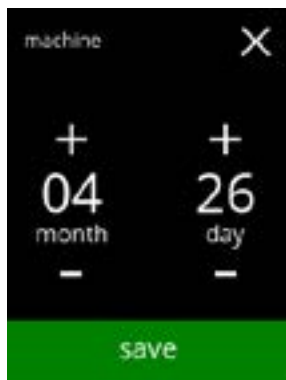 machine
+ +
04 26
month day
- -
save